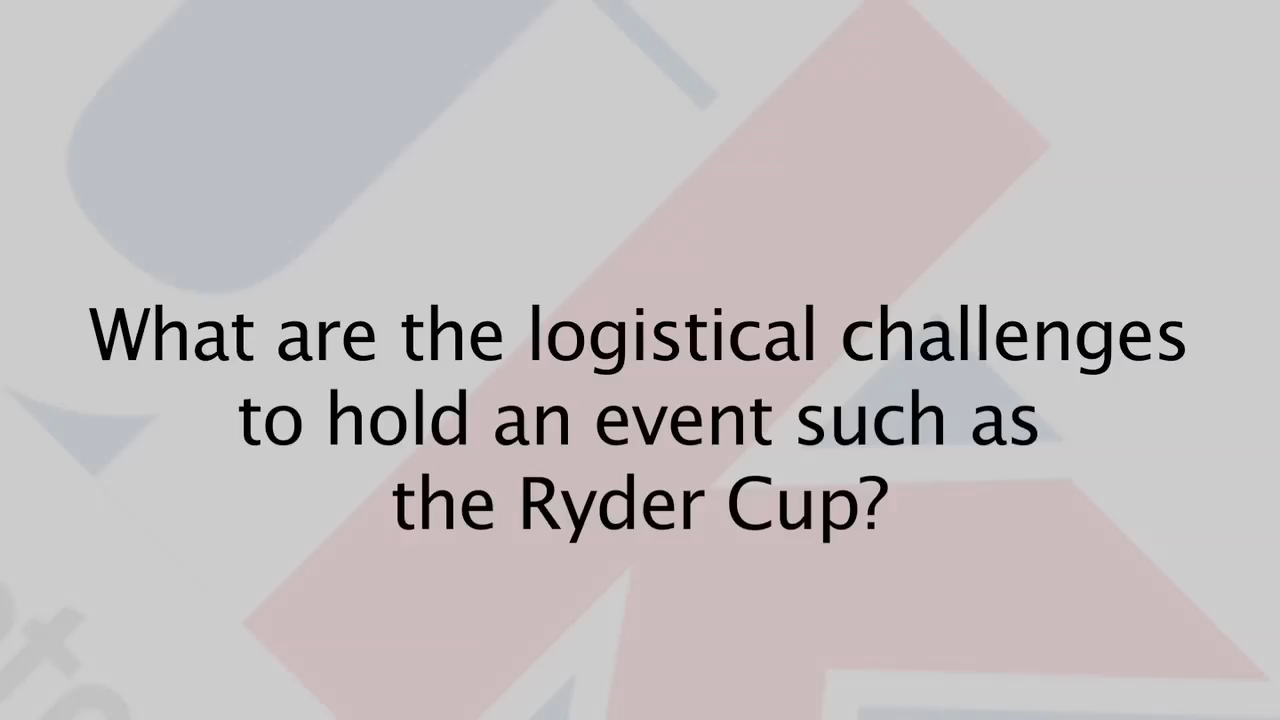 What are the logistical challenges
to hold an event such as
the Ryder Cup?